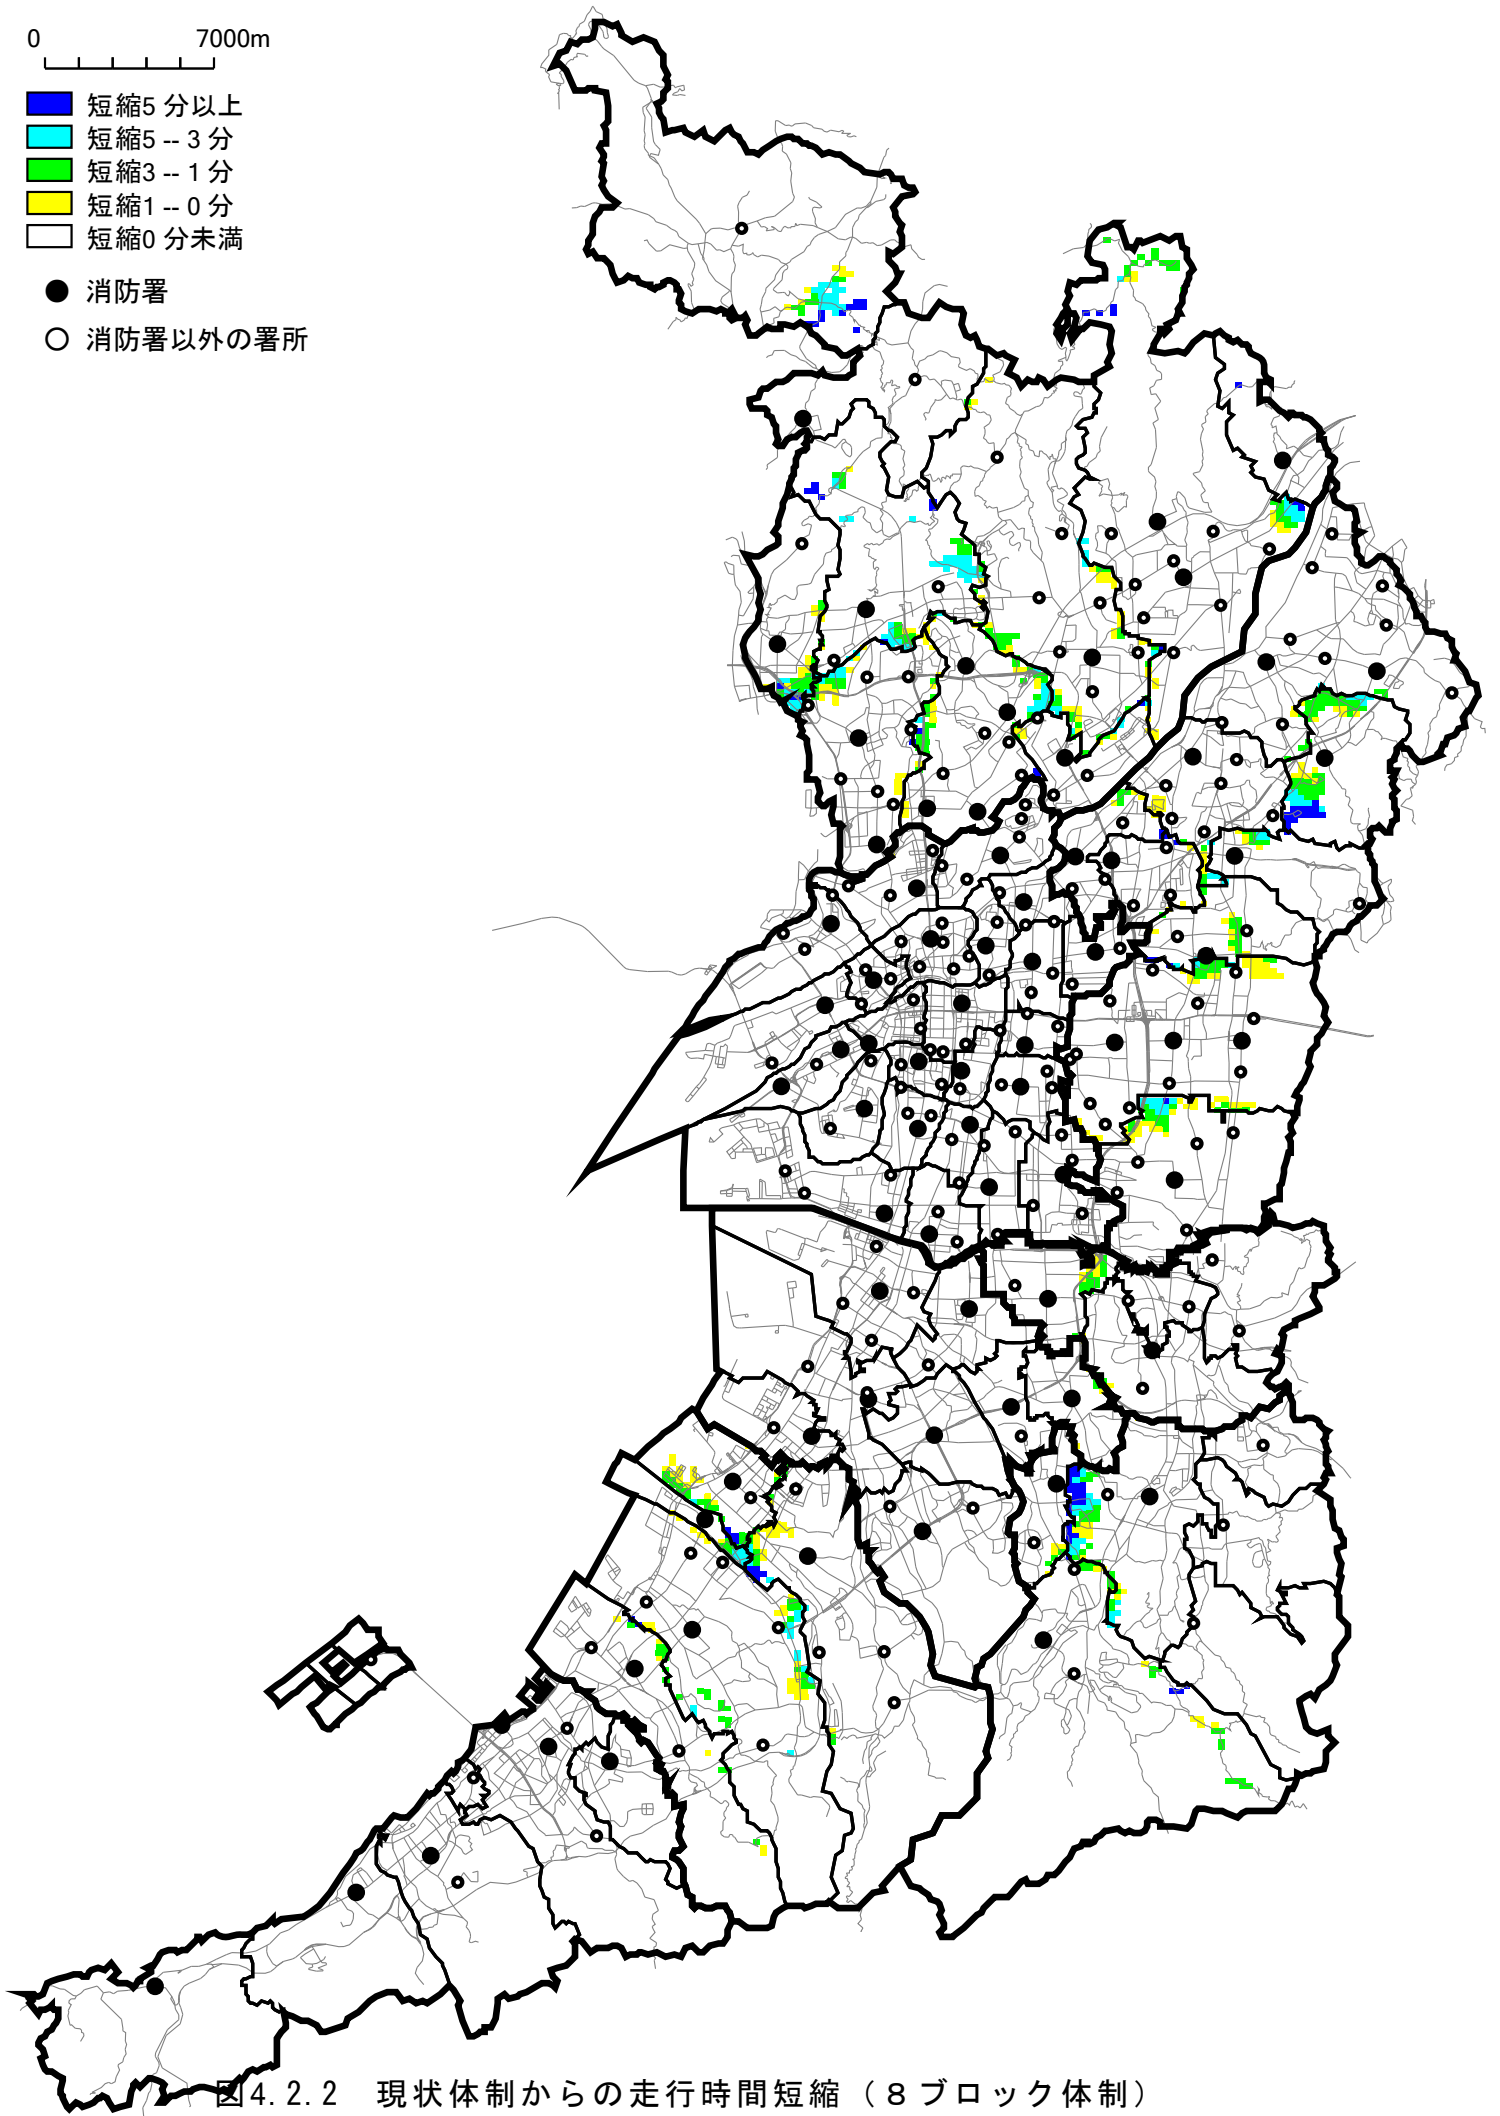 0 7000m
短縮5 分以上
短縮5 -- 3 分
短縮3 -- 1 分
短縮1 -- 0 分
短縮0 分未満
消防署
消防署以外の署所
図4.2.2 現状体制からの走行時間短縮（８ブロック体制）